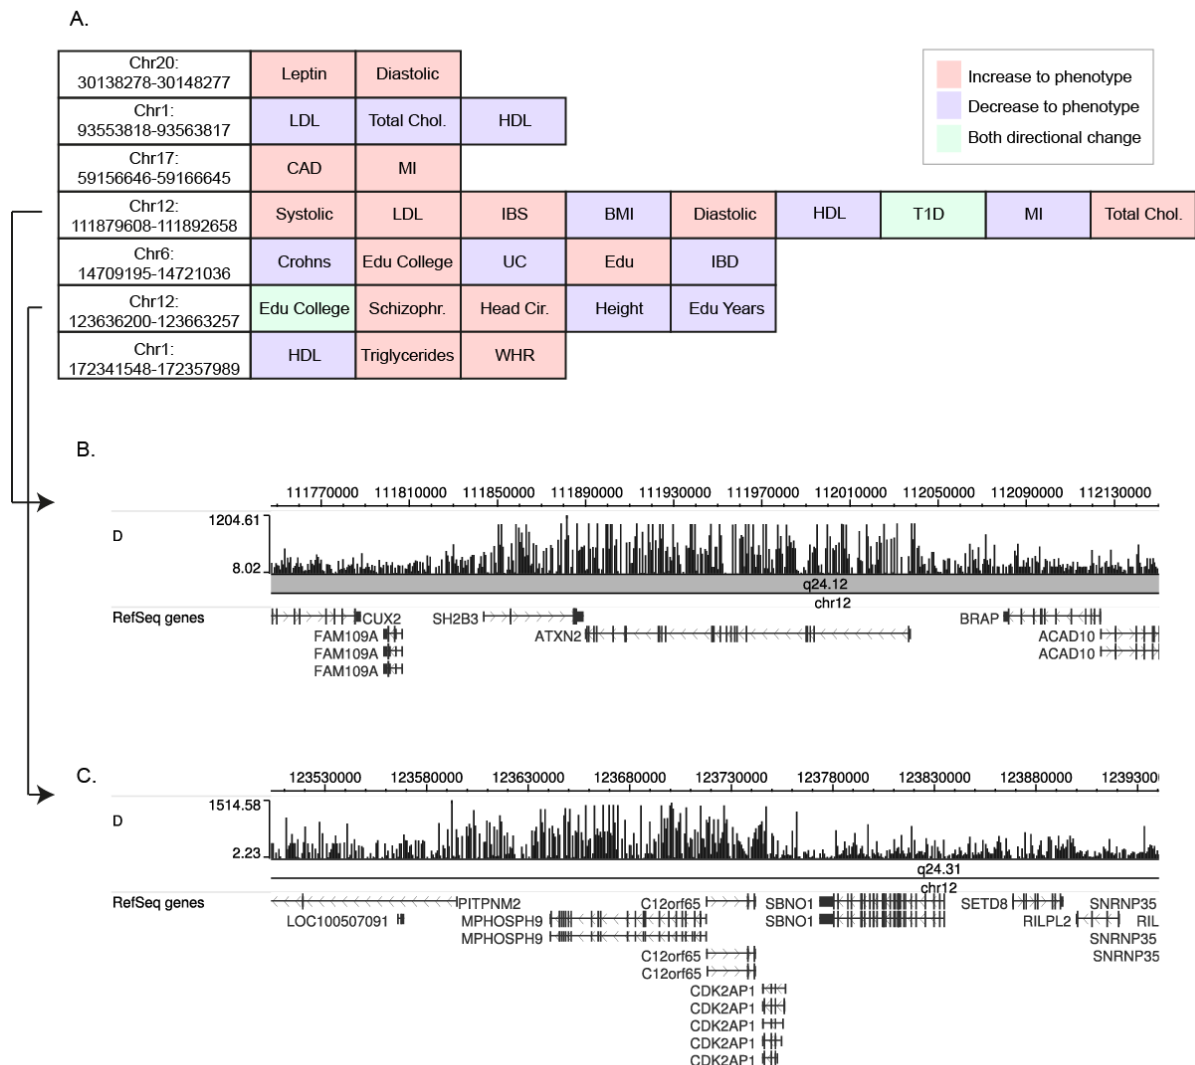 A.
Chr20:
30138278-30148277
Leptin
Diastolic
Increase to phenotype
Decrease to phenotype
Both directional change
Chr1:
93553818-93563817
LDL
Total Chol.
HDL
Chr17:
59156646-59166645
CAD
MI
Chr12:
111879608-111892658
Systolic
LDL
IBS
BMI
Diastolic
HDL
T1D
MI
Total Chol.
Chr6:
14709195-14721036
Crohns
Edu College
UC
Edu
IBD
Chr12:
123636200-123663257
Edu College
Schizophr.
Head Cir.
Height
Edu Years
Chr1:
172341548-172357989
HDL
Triglycerides
WHR
B.
111770000 111810000 111850000 111890000 111930000 111970000 112010000 112050000 112090000 112130000
1204.61
D
8.02
q24.12
chr12
RefSeq genes
CUX2 SH2B3 BRAP
FAM109A ATXN2 ACAD10
FAM109A ACAD10
FAM109A
C.
123530000 123580000 123630000 123680000 123730000 123780000 123830000 123880000 12393000
1514.58
D
2.23
q24.31
chr12
RefSeq genes
PITPNM2 C12orf65 SBNO1 SETD8 SNRNP35
LOC100507091 MPHOSPH9 SBNO1 RILPL2 RIL
MPHOSPH9 SNRNP35
C12orf65 SNRNP35
C12orf65
CDK2AP1
CDK2AP1
CDK2AP1
CDK2AP1
CDK2AP1